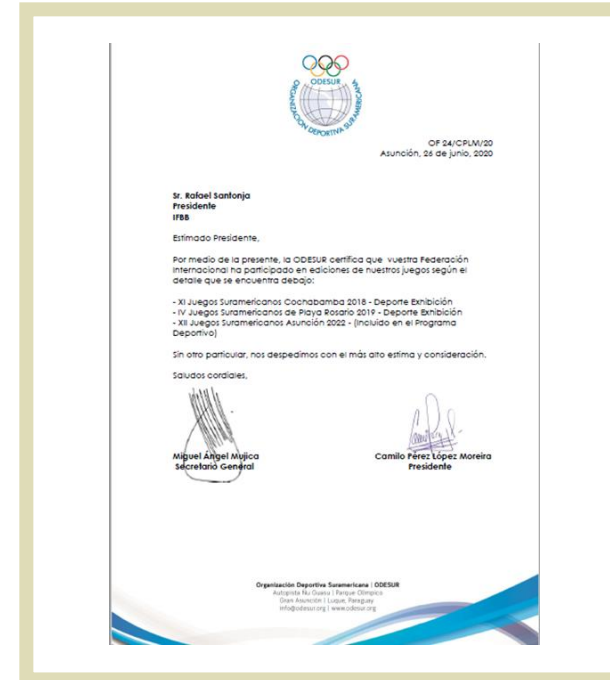 ODESUR
ORGANIZACION DEPORTIVA SURAMERICANA
OF 24/CPLM/20
Asunción, 26 de junio, 2020
Sr. Rafael Santonja
Presidente
IFBB
Estimado Presidente,
Por medio de la presente, la ODESUR certifica que vuestra Federación
Internacional ha participado en ediciones de nuestros juegos según el
detalle que se encuentra debajo:
- XI Juegos Suramericanos Cochabamba 2018 - Deporte Exhibición
- IV Juegos Suramericanos de Playa Rosario 2019 - Deporte Exhibición
- XII Juegos Suramericanos Asunción 2022 - (Incluido en el Programa
Deportivo)
Sin otro particular, nos despedimos con el más alto estima y consideración.
Saludos cordiales,
Miguel Ángel Mujica
Secretario General
Camilo Pérez López Moreira
Presidente
Organización Deportiva Suramericana | ODESUR
Autopista Ñu Guasu | Parque Olímpico
Gran Asunción | Luque, Paraguay
info@odesur.org | www.odesur.org